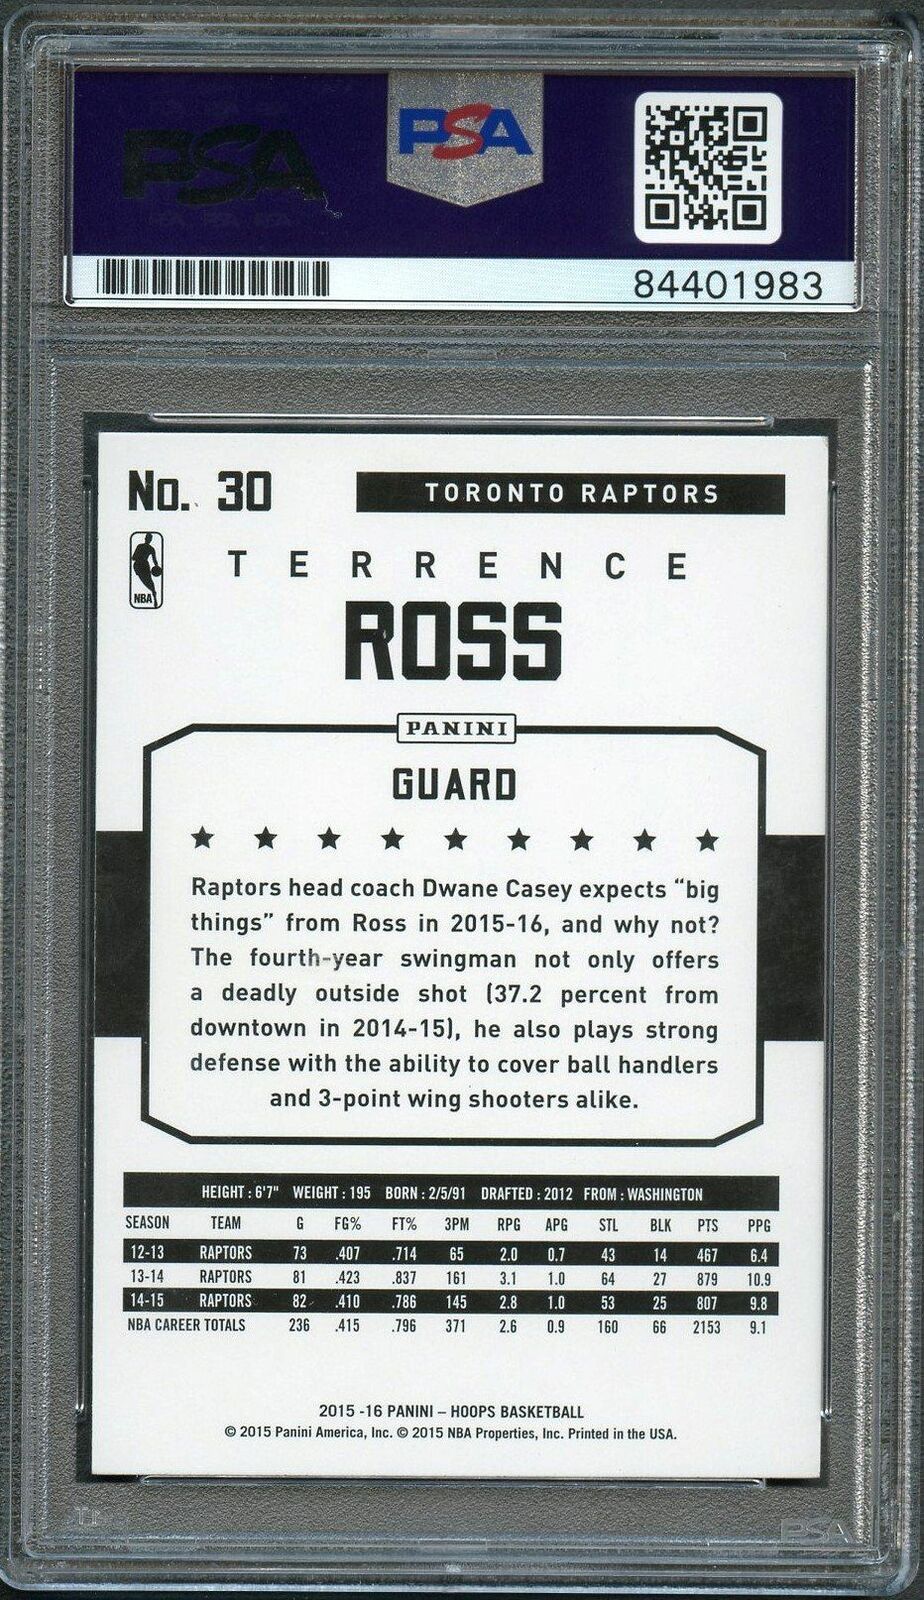 PSA
PSA
84401983
No. 30
TORONTO RAPTORS
NBA
TERRENCE
ROSS
PANINI
GUARD
Raptors head coach Dwane Casey expects “big
things” from Ross in 2015-16, and why not?
The fourth-year swingman not only offers
a deadly outside shot (37.2 percent from
downtown in 2014-15), he also plays strong
defense with the ability to cover ball handlers
and 3-point wing shooters alike.
HEIGHT : 6'7" WEIGHT : 195 BORN : 2/5/91 DRAFTED : 2012 FROM : WASHINGTON
SEASON TEAM G FG% FT% 3PM RPG APG STL BLK PTS PPG
12-13 RAPTORS 73 .407 .714 65 2.0 0.7 43 14 467 6.4
13-14 RAPTORS 81 .423 .837 161 3.1 1.0 64 27 879 10.9
14-15 RAPTORS 82 .410 .786 145 2.8 1.0 53 25 807 9.8
NBA CAREER TOTALS 236 .415 .796 371 2.6 0.9 160 66 2153 9.1
2015 -16 PANINI – HOOPS BASKETBALL
© 2015 Panini America, Inc. © 2015 NBA Properties, Inc. Printed in the USA.
PSA